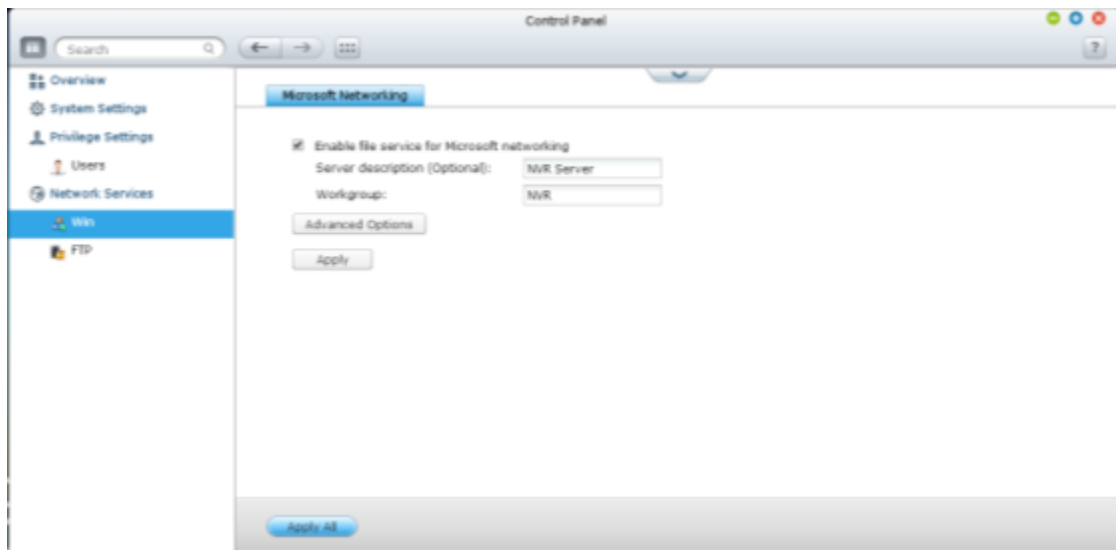 Control Panel
Search
?
Overview
System Settings
Privilege Settings
Users
Network Services
Win
FTP
Microsoft Networking
Enable file service for Microsoft networking
Server description (Optional): NVR Server
Workgroup: NVR
Advanced Options
Apply
Apply All